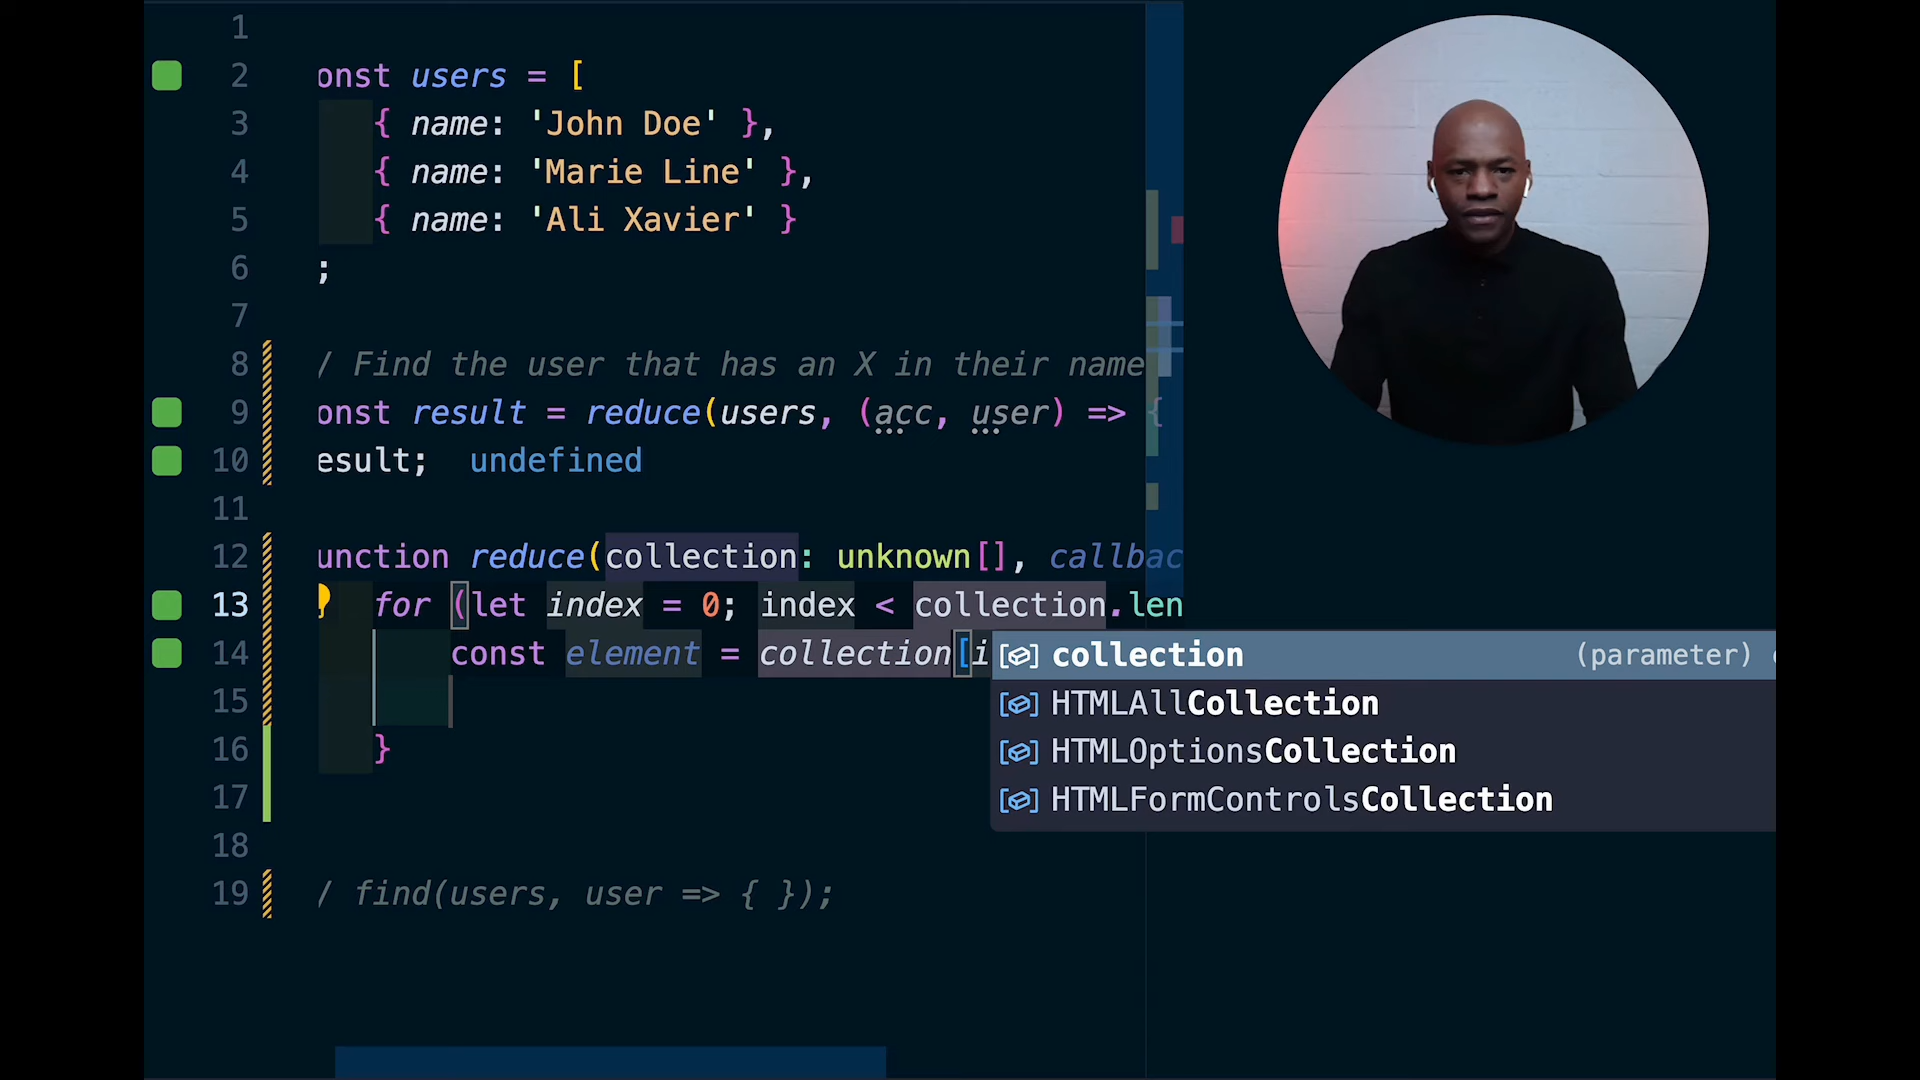 1
2 onst users = [
3 { name: 'John Doe' },
4 { name: 'Marie Line' },
5 { name: 'Ali Xavier' }
6 ;
7
8 / Find the user that has an X in their name
9 onst result = reduce(users, (acc, user) => {
10 esult; undefined
11
12 unction reduce(collection: unknown[], callbac
13 for (let index = 0; index < collection.len
14 const element = collection[i
collection (parameter)
15
HTMLAllCollection
16 }
HTMLOptionsCollection
17
HTMLFormControlsCollection
18
19 / find(users, user => { });